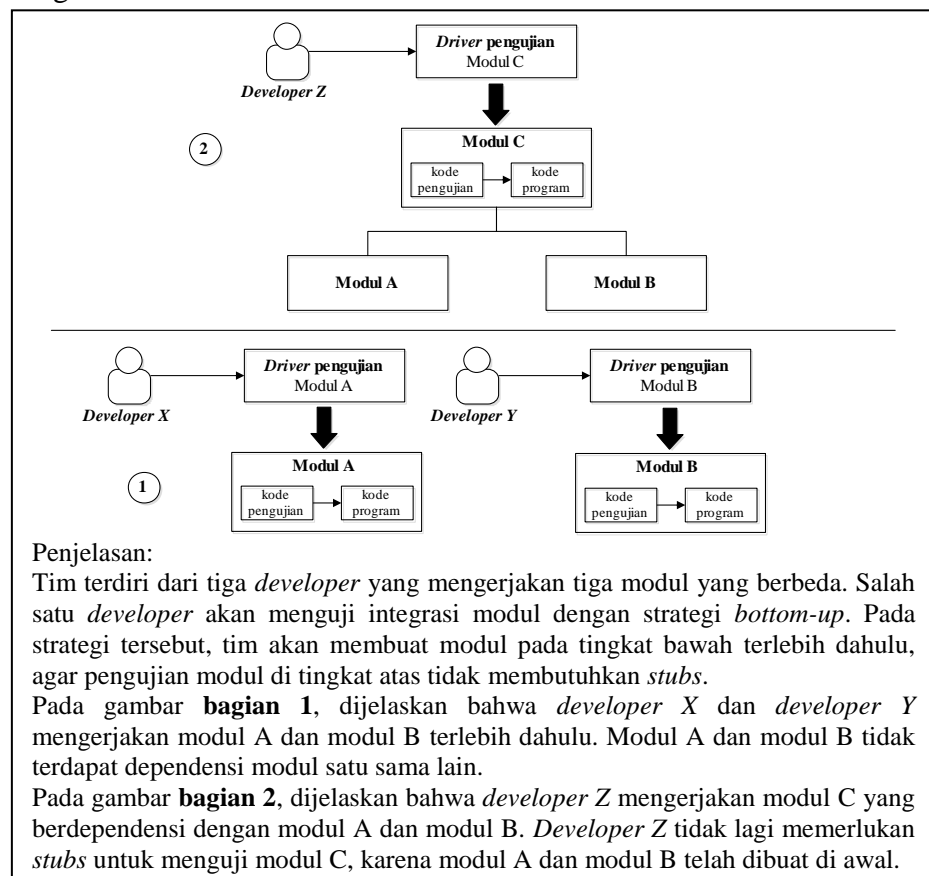 Driver pengujian
Modul C
Developer Z
2
Modul C
kode
pengujian
kode
program
Modul A
Modul B
Driver pengujian
Modul A
Developer X
Driver pengujian
Modul B
Developer Y
1
Modul A
kode
pengujian
kode
program
Modul B
kode
pengujian
kode
program
Penjelasan:
Tim terdiri dari tiga developer yang mengerjakan tiga modul yang berbeda. Salah
satu developer akan menguji integrasi modul dengan strategi bottom-up. Pada
strategi tersebut, tim akan membuat modul pada tingkat bawah terlebih dahulu,
agar pengujian modul di tingkat atas tidak membutuhkan stubs.
Pada gambar bagian 1, dijelaskan bahwa developer X dan developer Y
mengerjakan modul A dan modul B terlebih dahulu. Modul A dan modul B tidak
terdapat dependensi modul satu sama lain.
Pada gambar bagian 2, dijelaskan bahwa developer Z mengerjakan modul C yang
berdependensi dengan modul A dan modul B. Developer Z tidak lagi memerlukan
stubs untuk menguji modul C, karena modul A dan modul B telah dibuat di awal.